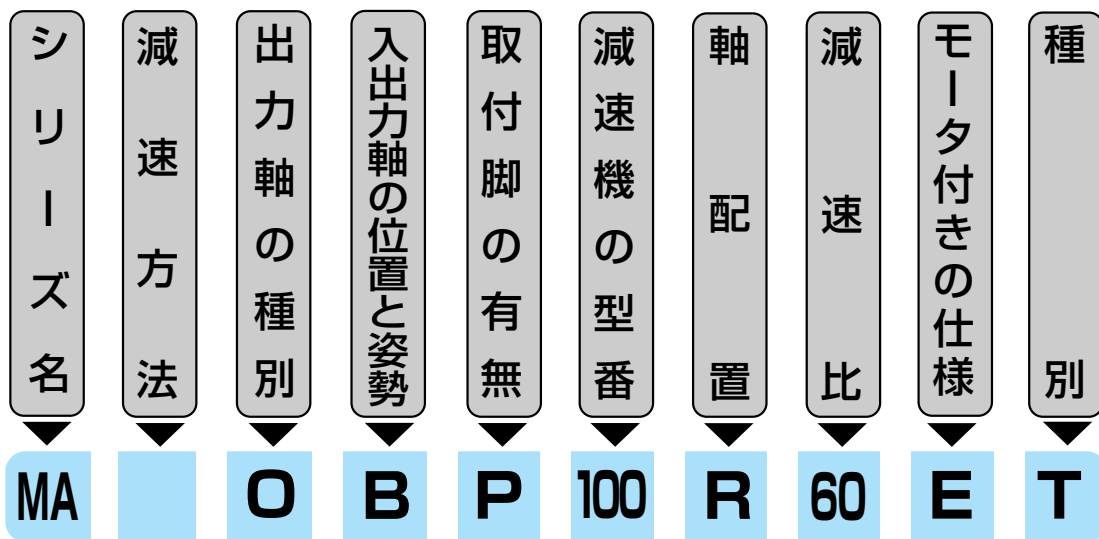 シリーズ名
減速方法
出力軸の種別
入出力軸の位置と姿勢
取付脚の有無
減速機の型番
軸配置
減速比
モータ付きの仕様
種別
MA O B P 100 R 60 E T